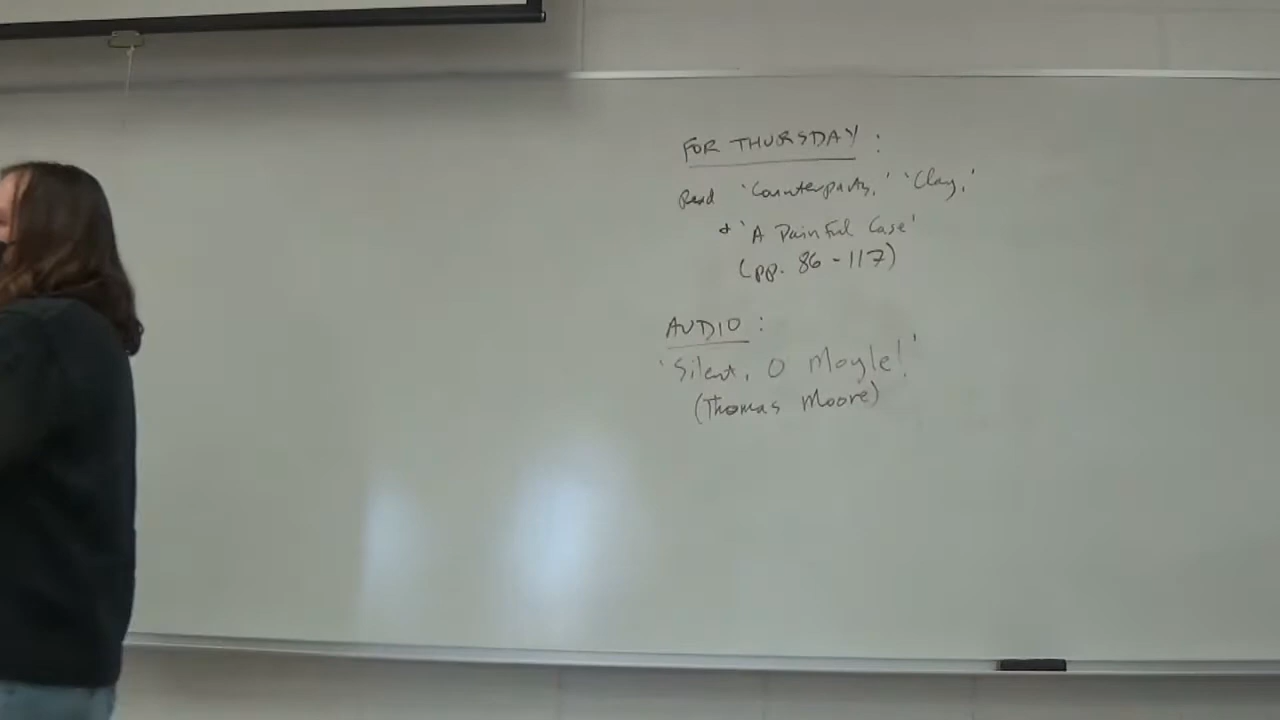 FOR THURSDAY :
Read 'Counterparts,' 'Clay,'
+ 'A Painful Case'
(pp. 86 - 117)
AUDIO :
'Silent, O Moyle!'
(Thomas Moore)